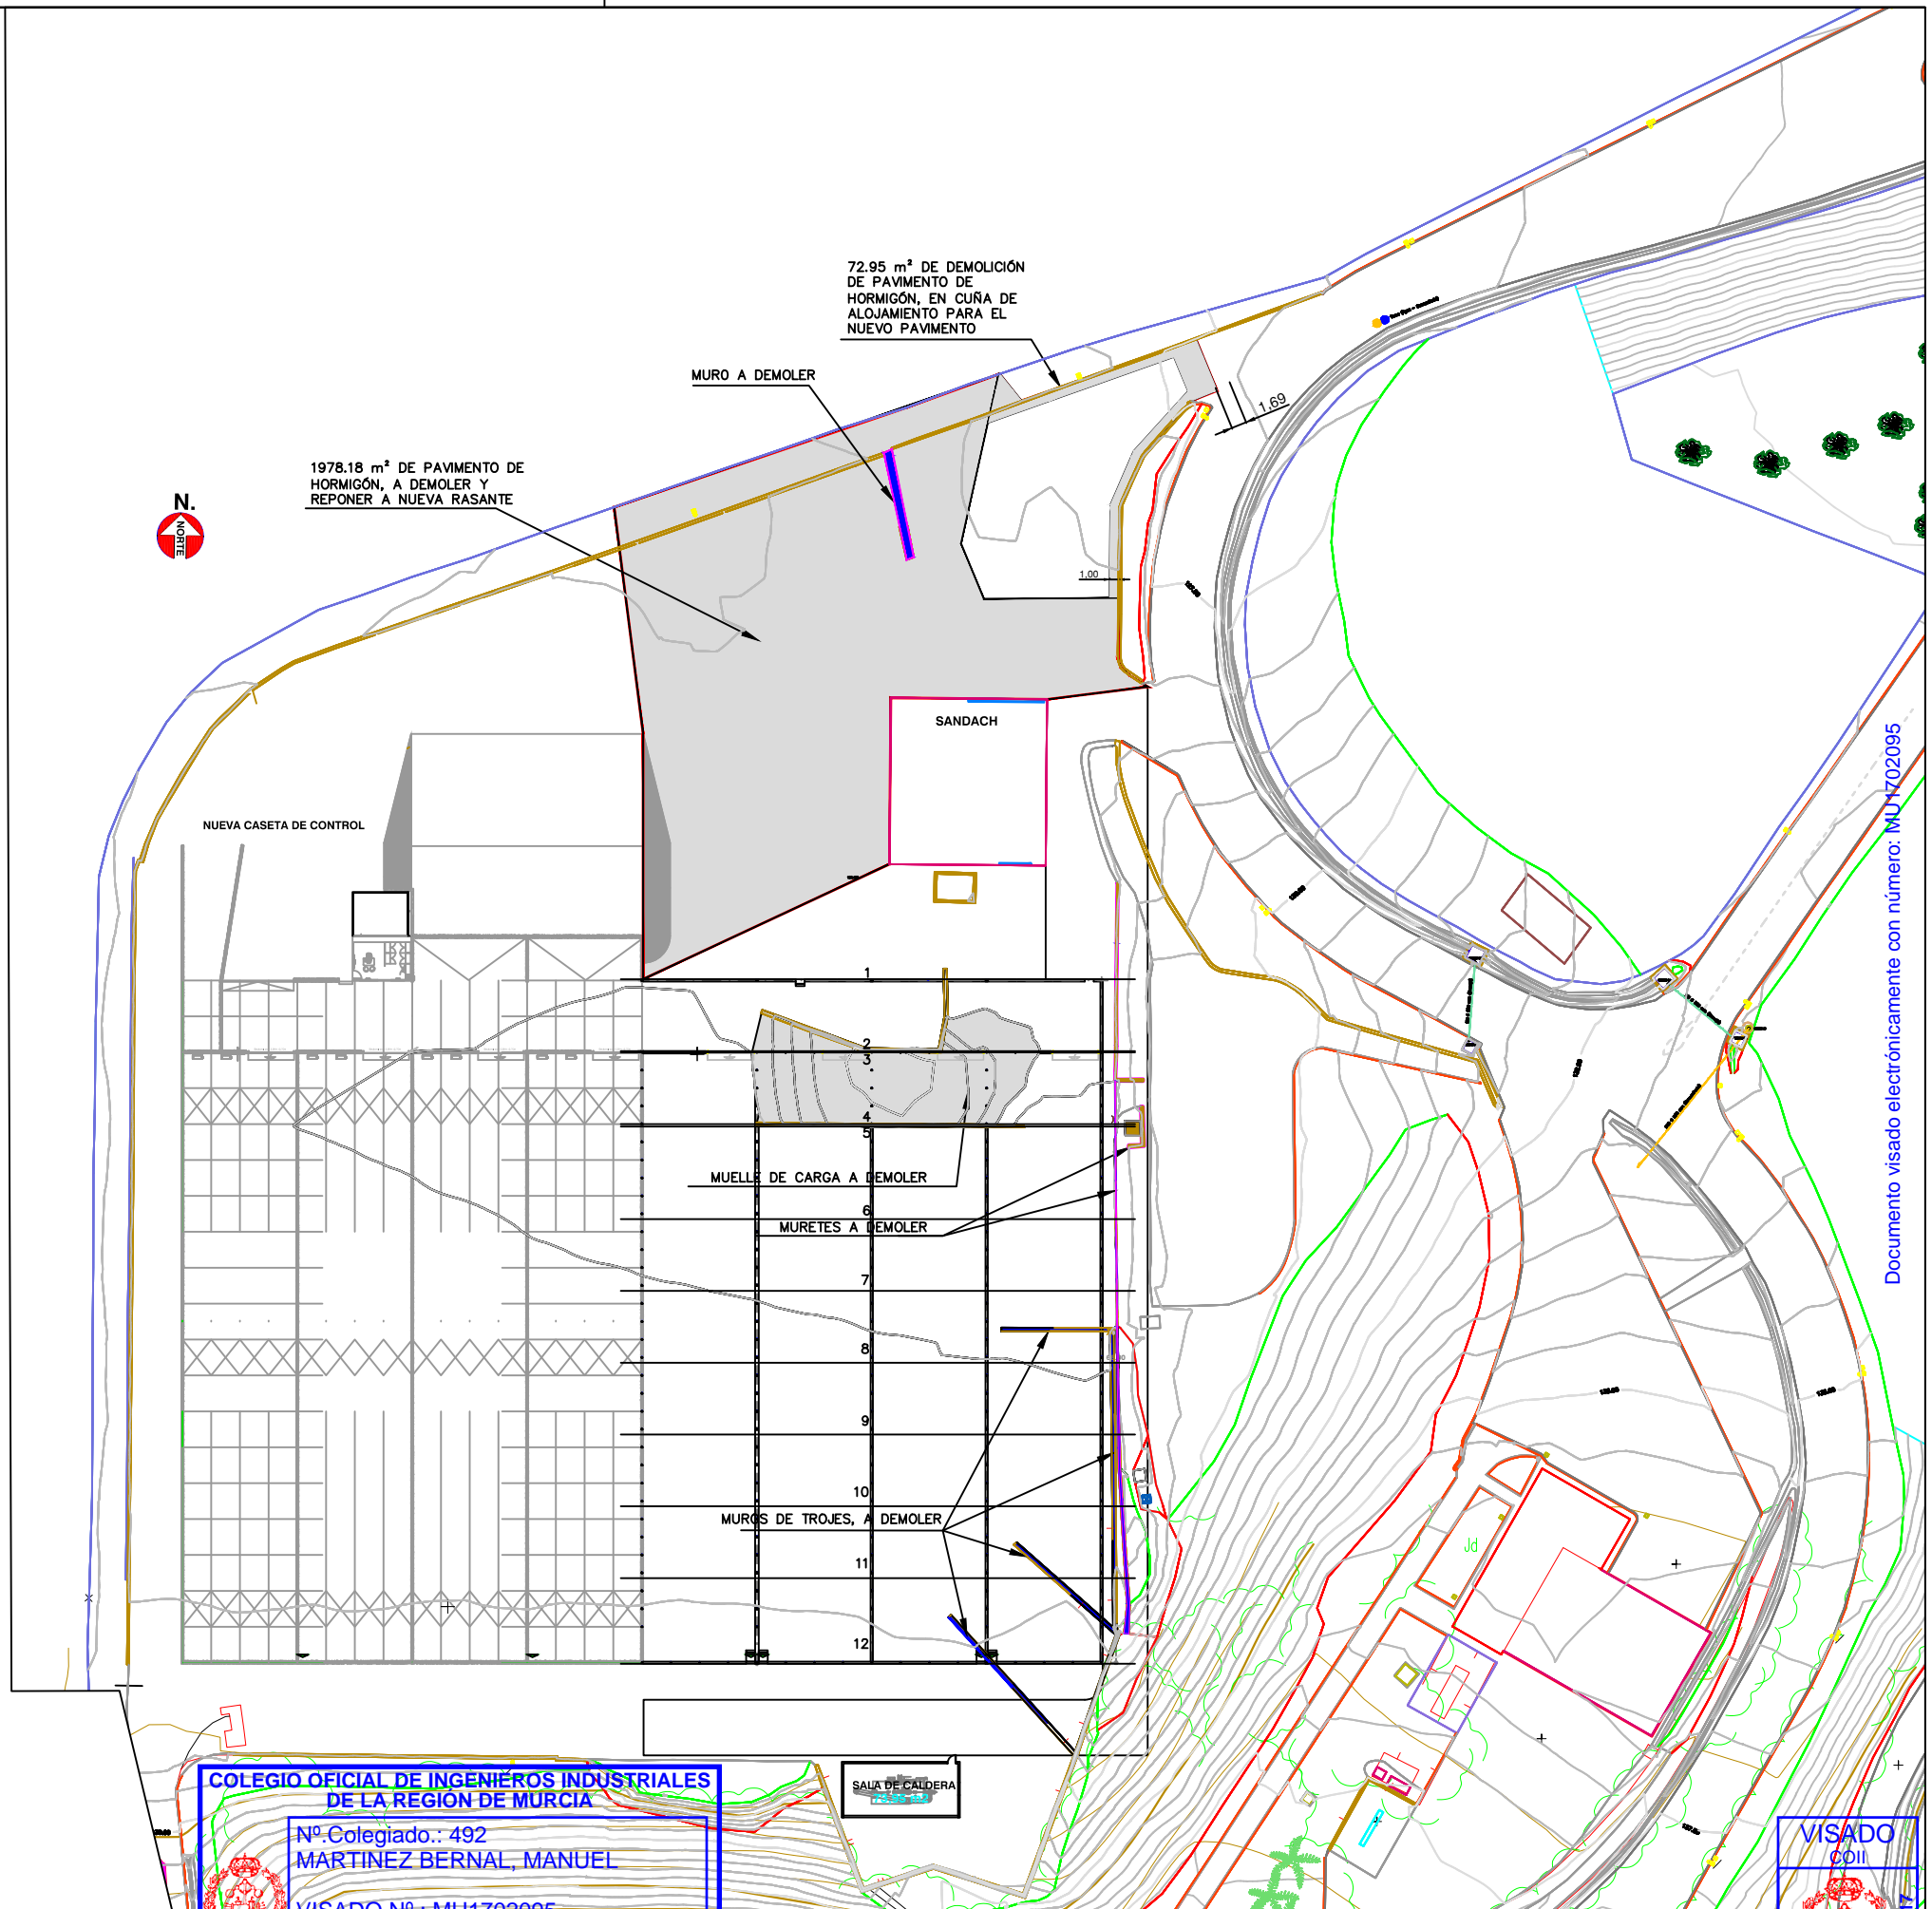 72.95 m² DE DEMOLICIÓN
DE PAVIMENTO DE
HORMIGÓN, EN CUÑA DE
ALOJAMIENTO PARA EL
NUEVO PAVIMENTO
MURO A DEMOLER
1.69
1978.18 m² DE PAVIMENTO DE
HORMIGÓN, A DEMOLER Y
REPONER A NUEVA RASANTE
N.
NORTE
1.00
SANDACH
NUEVA CASETA DE CONTROL
Documento visado electrónicamente con número: MU1702095
1
2
3
4
5
MUELLE DE CARGA A DEMOLER
6
MURETES A DEMOLER
7
8
9
10
MUROS DE TROJES, A DEMOLER
11
12
Jd
SALA DE CALDERA
COLEGIO OFICIAL DE INGENIEROS INDUSTRIALES
DE LA REGIÓN DE MURCIA
Nº.Colegiado.: 492
MARTINEZ BERNAL, MANUEL
VISADO Nº.: MU1702095
VISADO
COII